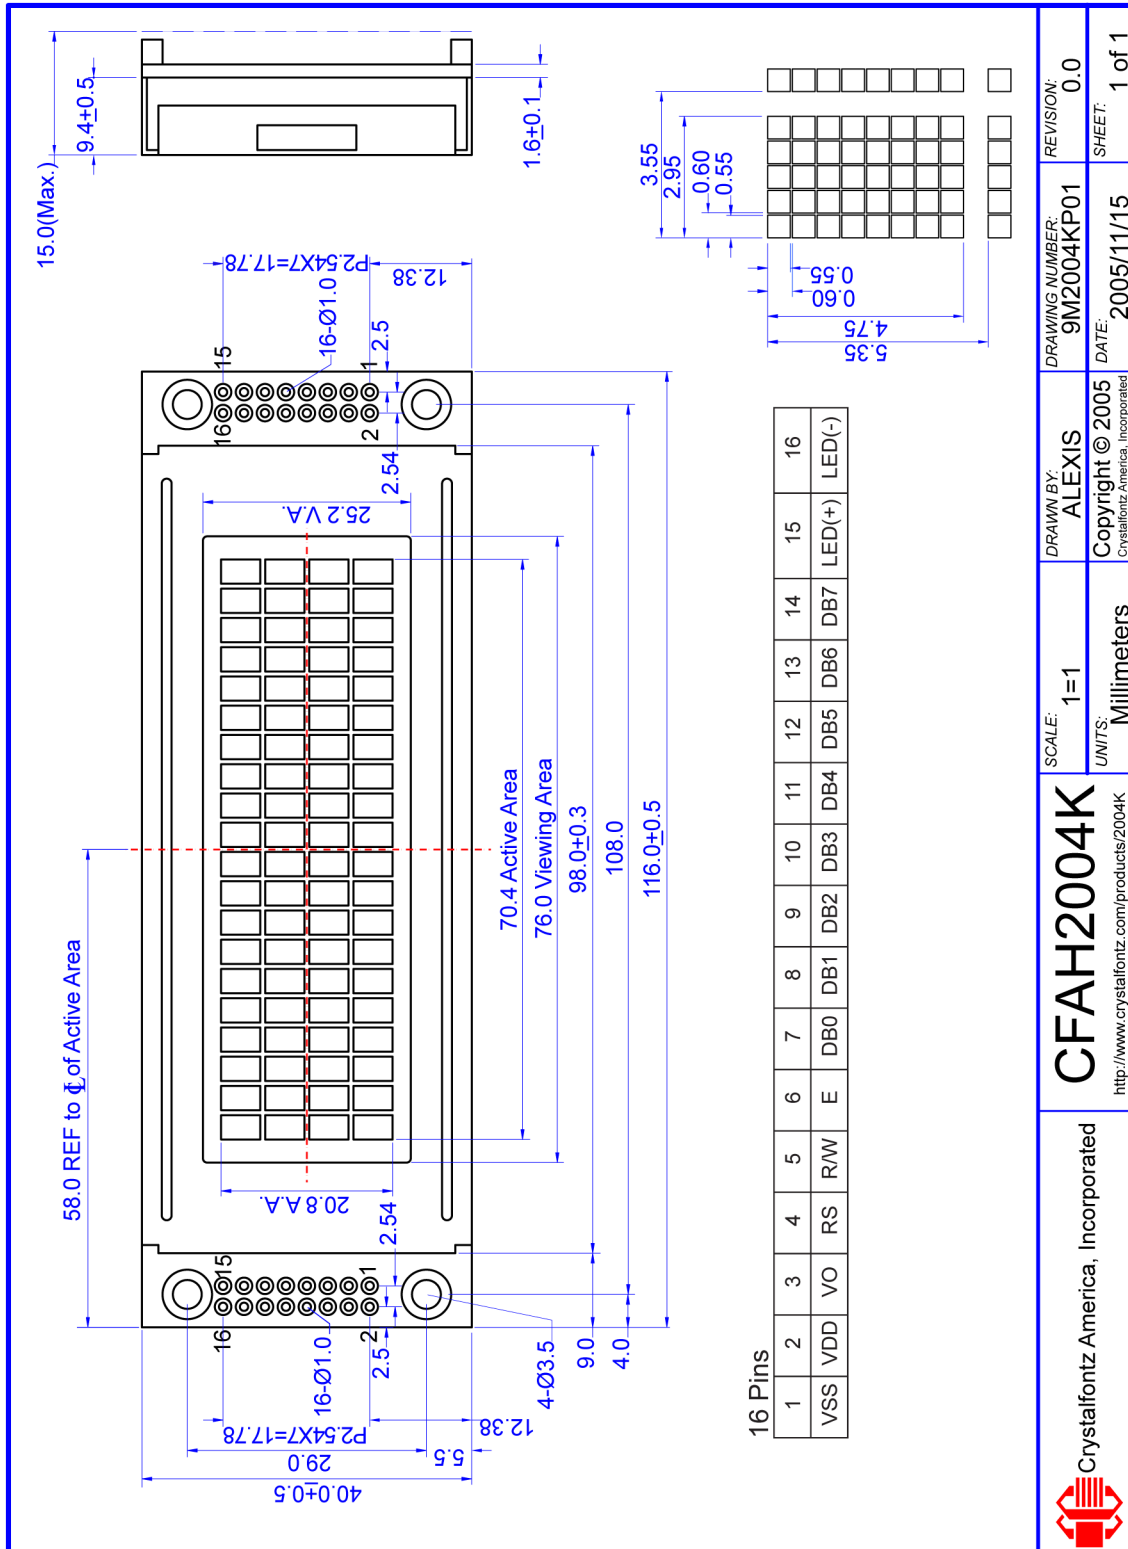 58.0 REF to ℄ of Active Area
40.0±0.5
29.0
P2.54X7=17.78
5.5
12.38
16-Ø1.0
2.5
2.54
16
15
2
1
20.8 A.A.
25.2 V.A.
4-Ø3.5
9.0
4.0
70.4 Active Area
76.0 Viewing Area
98.0±0.3
108.0
116.0±0.5
16
15
2
1
2.54
2.5
16-Ø1.0
P2.54X7=17.78
12.38
15.0(Max.)
9.4±0.5
1.6±0.1
3.55
2.95
0.60
0.55
0.55
0.60
4.75
5.35
16 Pins
1 2 3 4 5 6 7 8 9 10 11 12 13 14 15 16
VSS VDD VO RS R/W E DB0 DB1 DB2 DB3 DB4 DB5 DB6 DB7 LED(+) LED(-)
Crystalfontz America, Incorporated
CFAH2004K
http://www.crystalfontz.com/products/2004K
SCALE:
1=1
UNITS:
Millimeters
DRAWN BY:
ALEXIS
Copyright © 2005
Crystalfontz America, Incorporated
DRAWING NUMBER:
9M2004KP01
DATE:
2005/11/15
REVISION:
0.0
SHEET:
1 of 1